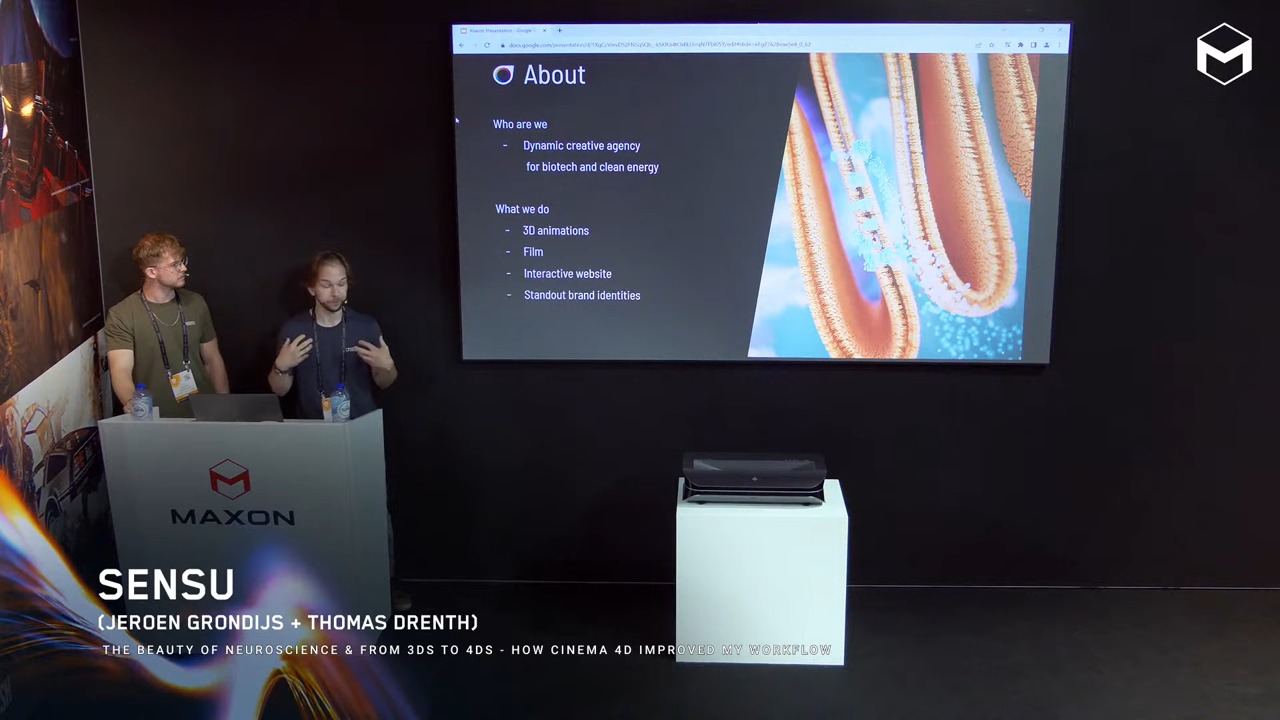 About
Who are we
- Dynamic creative agency
for biotech and clean energy
What we do
- 3D animations
- Film
- Interactive website
- Standout brand identities
MAXON
SENSU
(JEROEN GRONDIJS + THOMAS DRENTH)
THE BEAUTY OF NEUROSCIENCE & FROM 3DS TO 4DS - HOW CINEMA 4D IMPROVED MY WORKFLOW